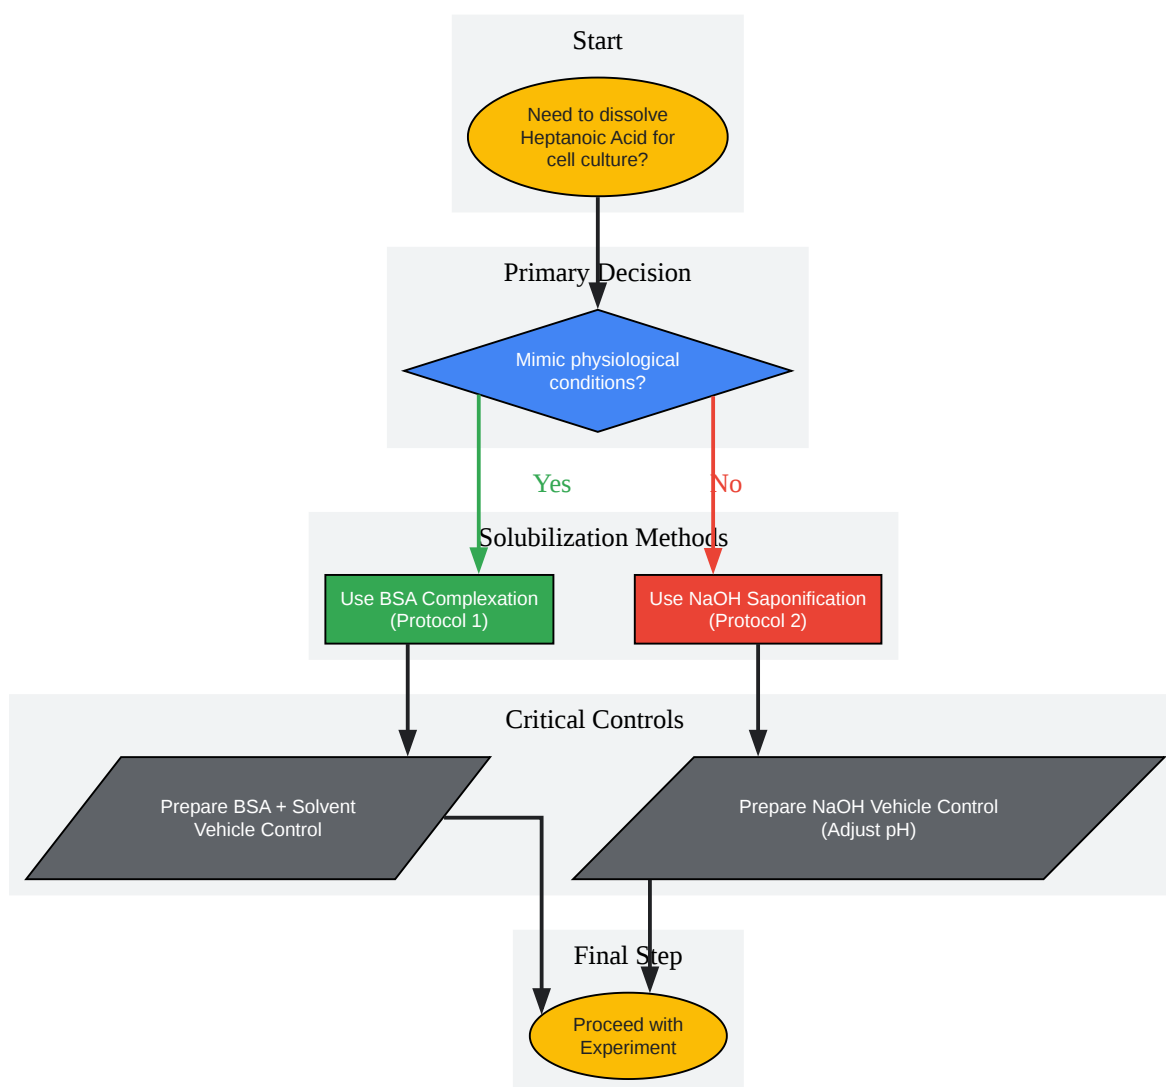 Start
Need to dissolve
Heptanoic Acid for
cell culture?
Primary Decision
Mimic physiological
conditions?
Yes
No
Solubilization Methods
Use BSA Complexation
(Protocol 1)
Use NaOH Saponification
(Protocol 2)
Critical Controls
Prepare BSA + Solvent
Vehicle Control
Prepare NaOH Vehicle Control
(Adjust pH)
Final Step
Proceed with
Experiment